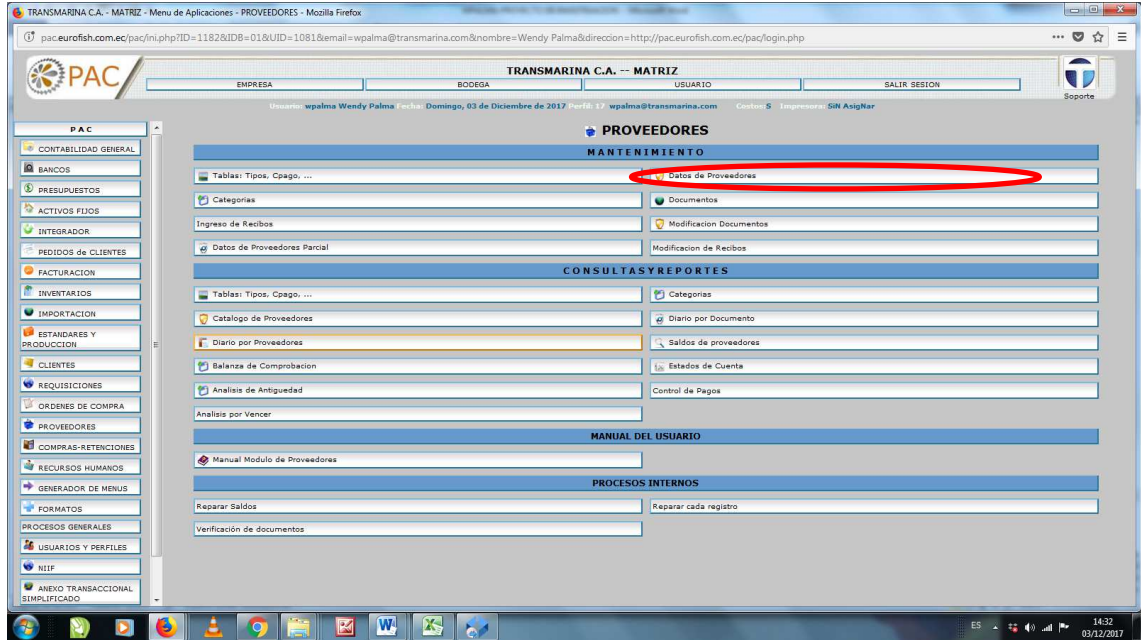 TRANSMARINA C.A. - MATRIZ - Menu de Aplicaciones - PROVEEDORES - Mozilla Firefox
pac.eurofish.com.ec/pac/ini.php?ID=1182&IDB=01&UID=1081&email=wpalma@transmarina.com&nombre=Wendy Palma&direccion=http://pac.eurofish.com.ec/pac/login.php
PAC
TRANSMARINA C.A. -- MATRIZ
EMPRESA
BODEGA
USUARIO
SALIR SESION
Soporte
Usuario: wpalma Wendy Palma Fecha: Domingo, 03 de Diciembre de 2017 Perfil: 17 wpalma@transmarina.com Costos: S Impresora: SiN AsigNar
P A C
CONTABILIDAD GENERAL
BANCOS
PRESUPUESTOS
ACTIVOS FIJOS
INTEGRADOR
PEDIDOS de CLIENTES
FACTURACION
INVENTARIOS
IMPORTACION
ESTANDARES Y
PRODUCCION
CLIENTES
REQUISICIONES
ORDENES DE COMPRA
PROVEEDORES
COMPRAS-RETENCIONES
RECURSOS HUMANOS
GENERADOR DE MENUS
FORMATOS
PROCESOS GENERALES
USUARIOS Y PERFILES
NIIF
ANEXO TRANSACCIONAL
SIMPLIFICADO
PROVEEDORES
M A N T E N I M I E N T O
Tablas: Tipos, Cpago, ...
Datos de Proveedores
Categorias
Documentos
Ingreso de Recibos
Modificacion Documentos
Datos de Proveedores Parcial
Modificacion de Recibos
C O N S U L T A S Y R E P O R T E S
Tablas: Tipos, Cpago, ...
Categorias
Catalogo de Proveedores
Diario por Documento
Diario por Proveedores
Saldos de proveedores
Balanza de Comprobacion
Estados de Cuenta
Analisis de Antiguedad
Control de Pagos
Analisis por Vencer
MANUAL DEL USUARIO
Manual Modulo de Proveedores
PROCESOS INTERNOS
Reparar Saldos
Reparar cada registro
Verificación de documentos
ES
14:32
03/12/2017